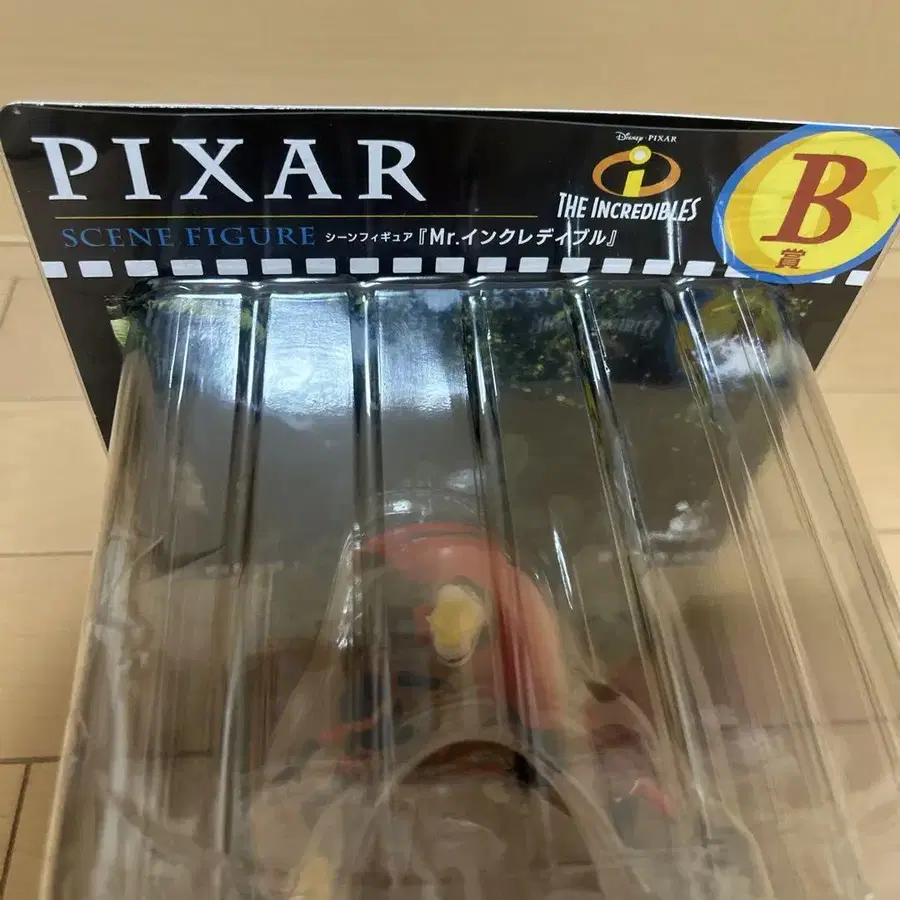 PIXAR
SCENE FIGURE シーンフィギュア『Mr.インクレディブル』
Disney·PIXAR
THE INCREDIBLES
B
賞